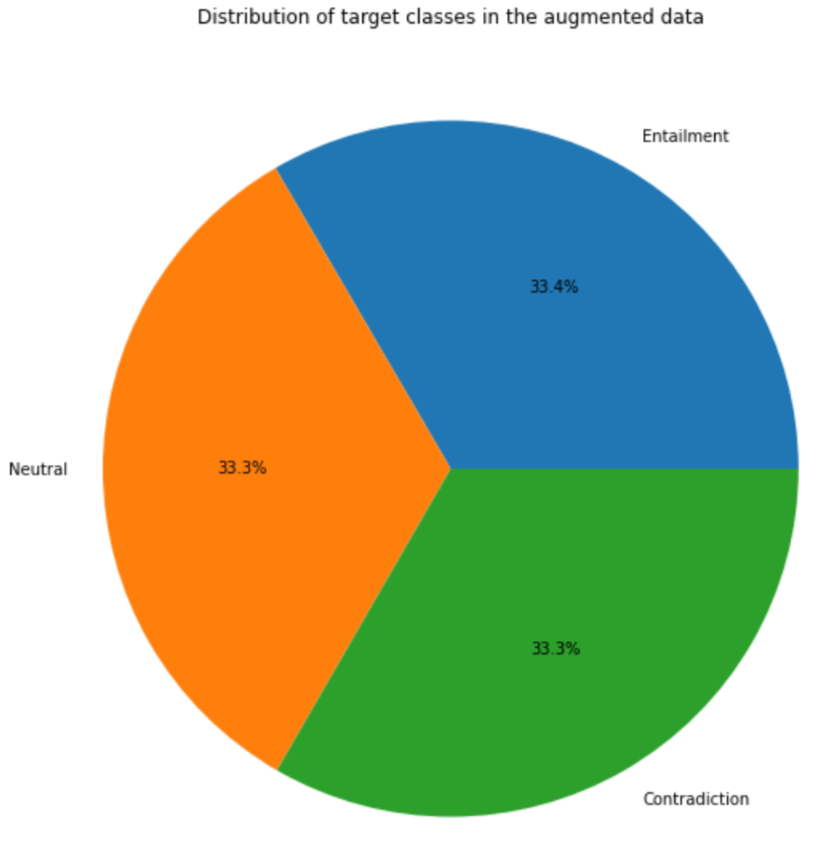 Distribution of target classes in the augmented data
Entailment
33.4%
Neutral
33.3%
33.3%
Contradiction